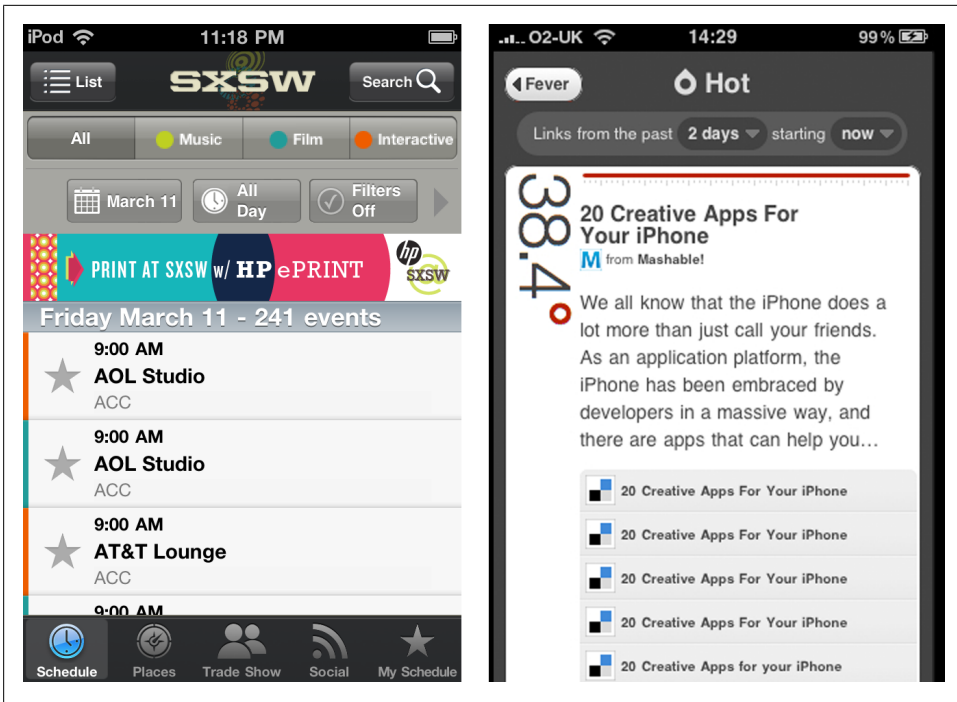 iPod 11:18 PM
List SXSW Search
All Music Film Interactive
March 11 All Day Filters Off
PRINT AT SXSW w/ HP ePRINT hp SXSW
Friday March 11 - 241 events
9:00 AM
AOL Studio
ACC
9:00 AM
AOL Studio
ACC
9:00 AM
AT&T Lounge
ACC
9:00 AM
Schedule Places Trade Show Social My Schedule
O2-UK 14:29 99%
Fever Hot
Links from the past 2 days starting now
38.4°
20 Creative Apps For
Your iPhone
M from Mashable!
We all know that the iPhone does a
lot more than just call your friends.
As an application platform, the
iPhone has been embraced by
developers in a massive way, and
there are apps that can help you...
20 Creative Apps For Your iPhone
20 Creative Apps For Your iPhone
20 Creative Apps For Your iPhone
20 Creative Apps For Your iPhone
20 Creative Apps for your iPhone